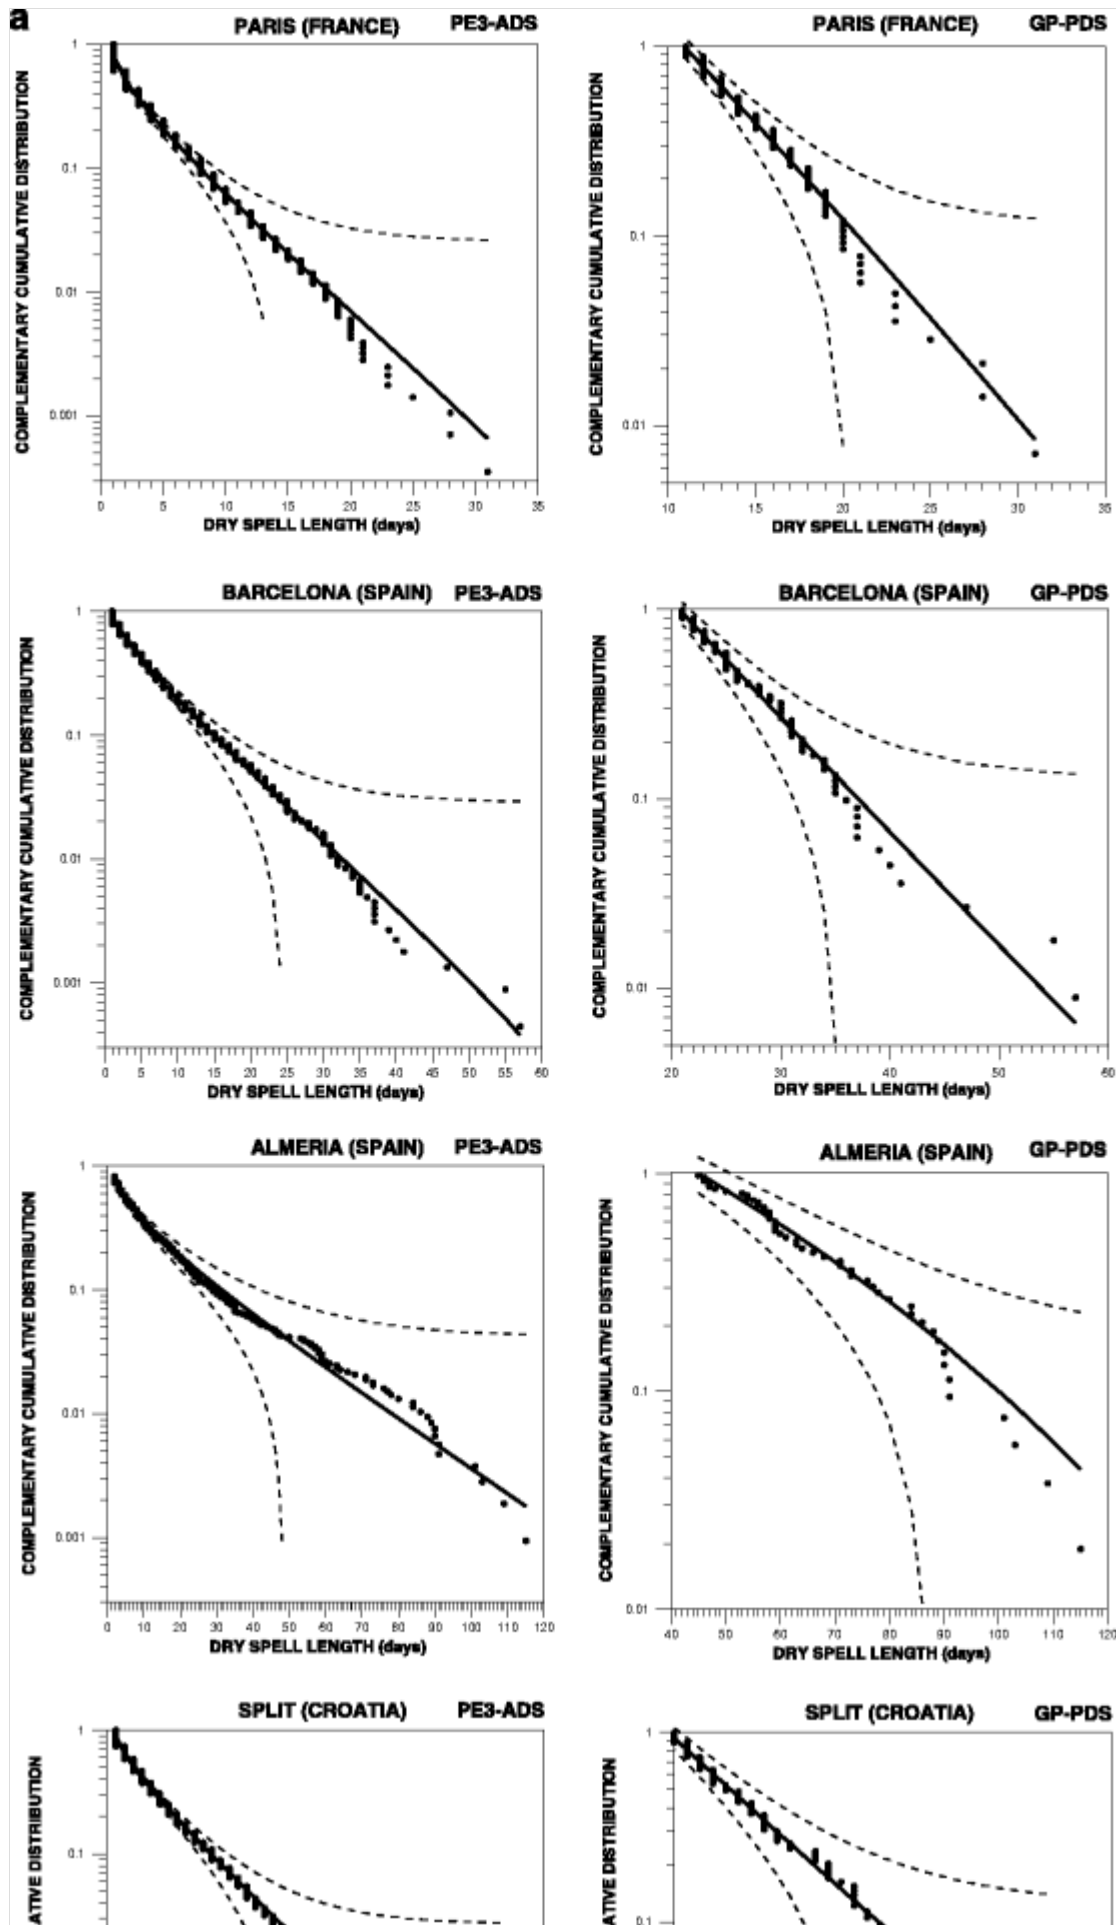 a
PARIS (FRANCE) PE3-ADS
COMPLEMENTARY CUMULATIVE DISTRIBUTION
1
0.1
0.01
0.001
0 5 10 15 20 25 30 35
DRY SPELL LENGTH (days)
PARIS (FRANCE) GP-PDS
COMPLEMENTARY CUMULATIVE DISTRIBUTION
1
0.1
0.01
10 15 20 25 30 35
DRY SPELL LENGTH (days)
BARCELONA (SPAIN) PE3-ADS
COMPLEMENTARY CUMULATIVE DISTRIBUTION
1
0.1
0.01
0.001
0 5 10 15 20 25 30 35 40 45 50 55 60
DRY SPELL LENGTH (days)
BARCELONA (SPAIN) GP-PDS
COMPLEMENTARY CUMULATIVE DISTRIBUTION
1
0.1
0.01
20 30 40 50 60
DRY SPELL LENGTH (days)
ALMERIA (SPAIN) PE3-ADS
COMPLEMENTARY CUMULATIVE DISTRIBUTION
1
0.1
0.01
0.001
0 10 20 30 40 50 60 70 80 90 100 110 120
DRY SPELL LENGTH (days)
ALMERIA (SPAIN) GP-PDS
COMPLEMENTARY CUMULATIVE DISTRIBUTION
1
0.1
0.01
40 50 60 70 80 90 100 110 120
DRY SPELL LENGTH (days)
SPLIT (CROATIA) PE3-ADS
ATIVE DISTRIBUTION
1
0.1
SPLIT (CROATIA) GP-PDS
ATIVE DISTRIBUTION
1
0.1